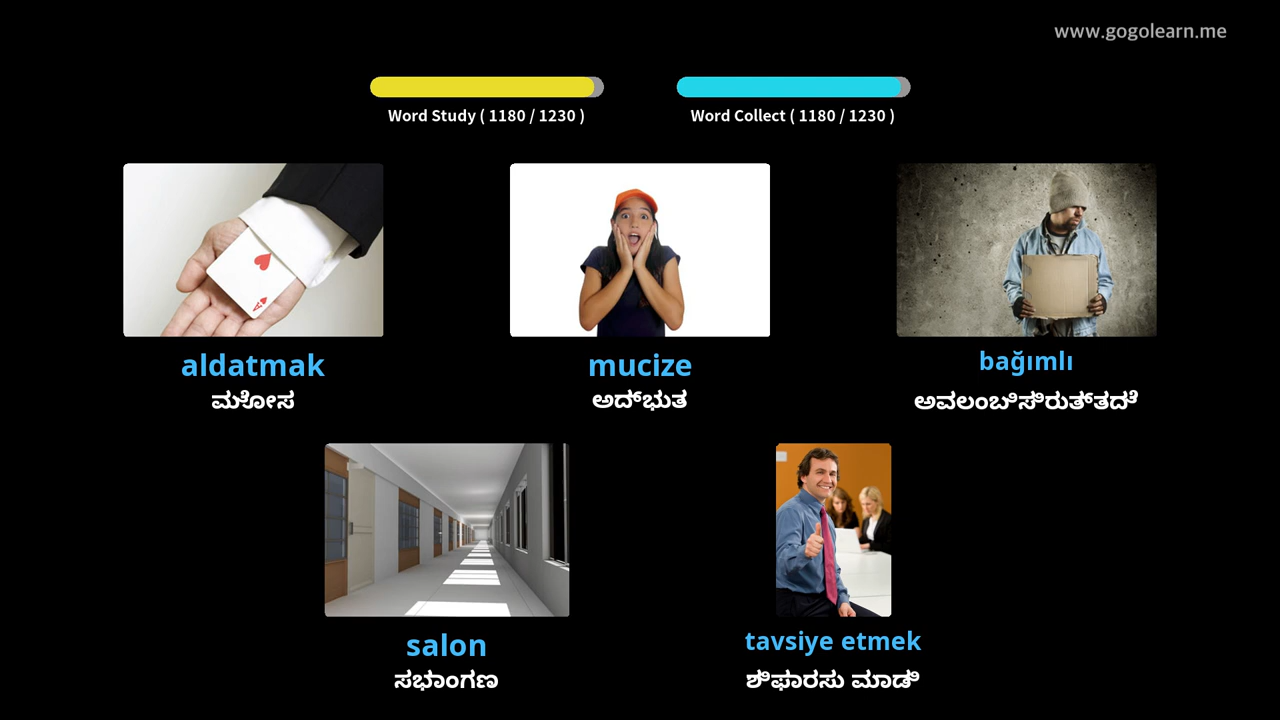 www.gogolearn.me
Word Study ( 1180 / 1230 )
Word Collect ( 1180 / 1230 )
aldatmak
ಮೋಸ
mucize
ಅದ್ಭುತ
bağımlı
ಅವಲಂಬಿಸಿರುತ್ತದೆ
salon
ಸಭಾಂಗಣ
tavsiye etmek
ಶಿಫಾರಸು ಮಾಡಿ